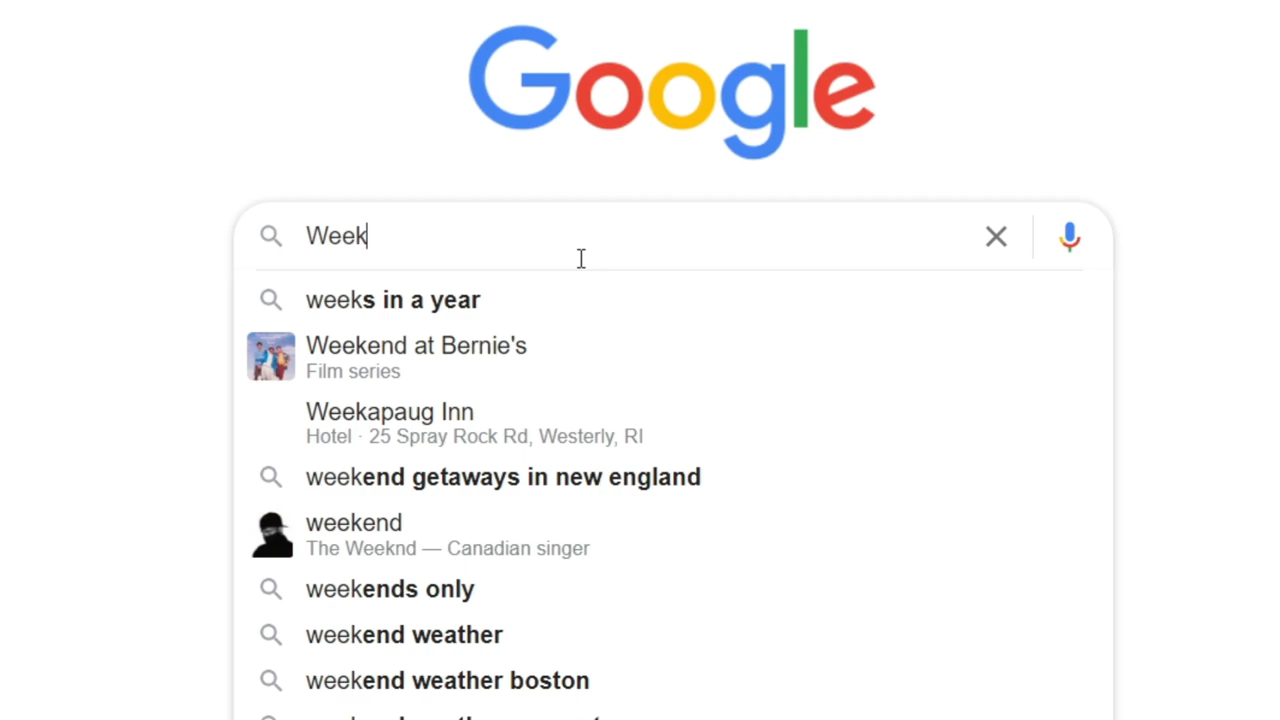 Google
Week
weeks in a year
Weekend at Bernie's
Film series
Weekapaug Inn
Hotel · 25 Spray Rock Rd, Westerly, RI
weekend getaways in new england
weekend
The Weeknd — Canadian singer
weekends only
weekend weather
weekend weather boston